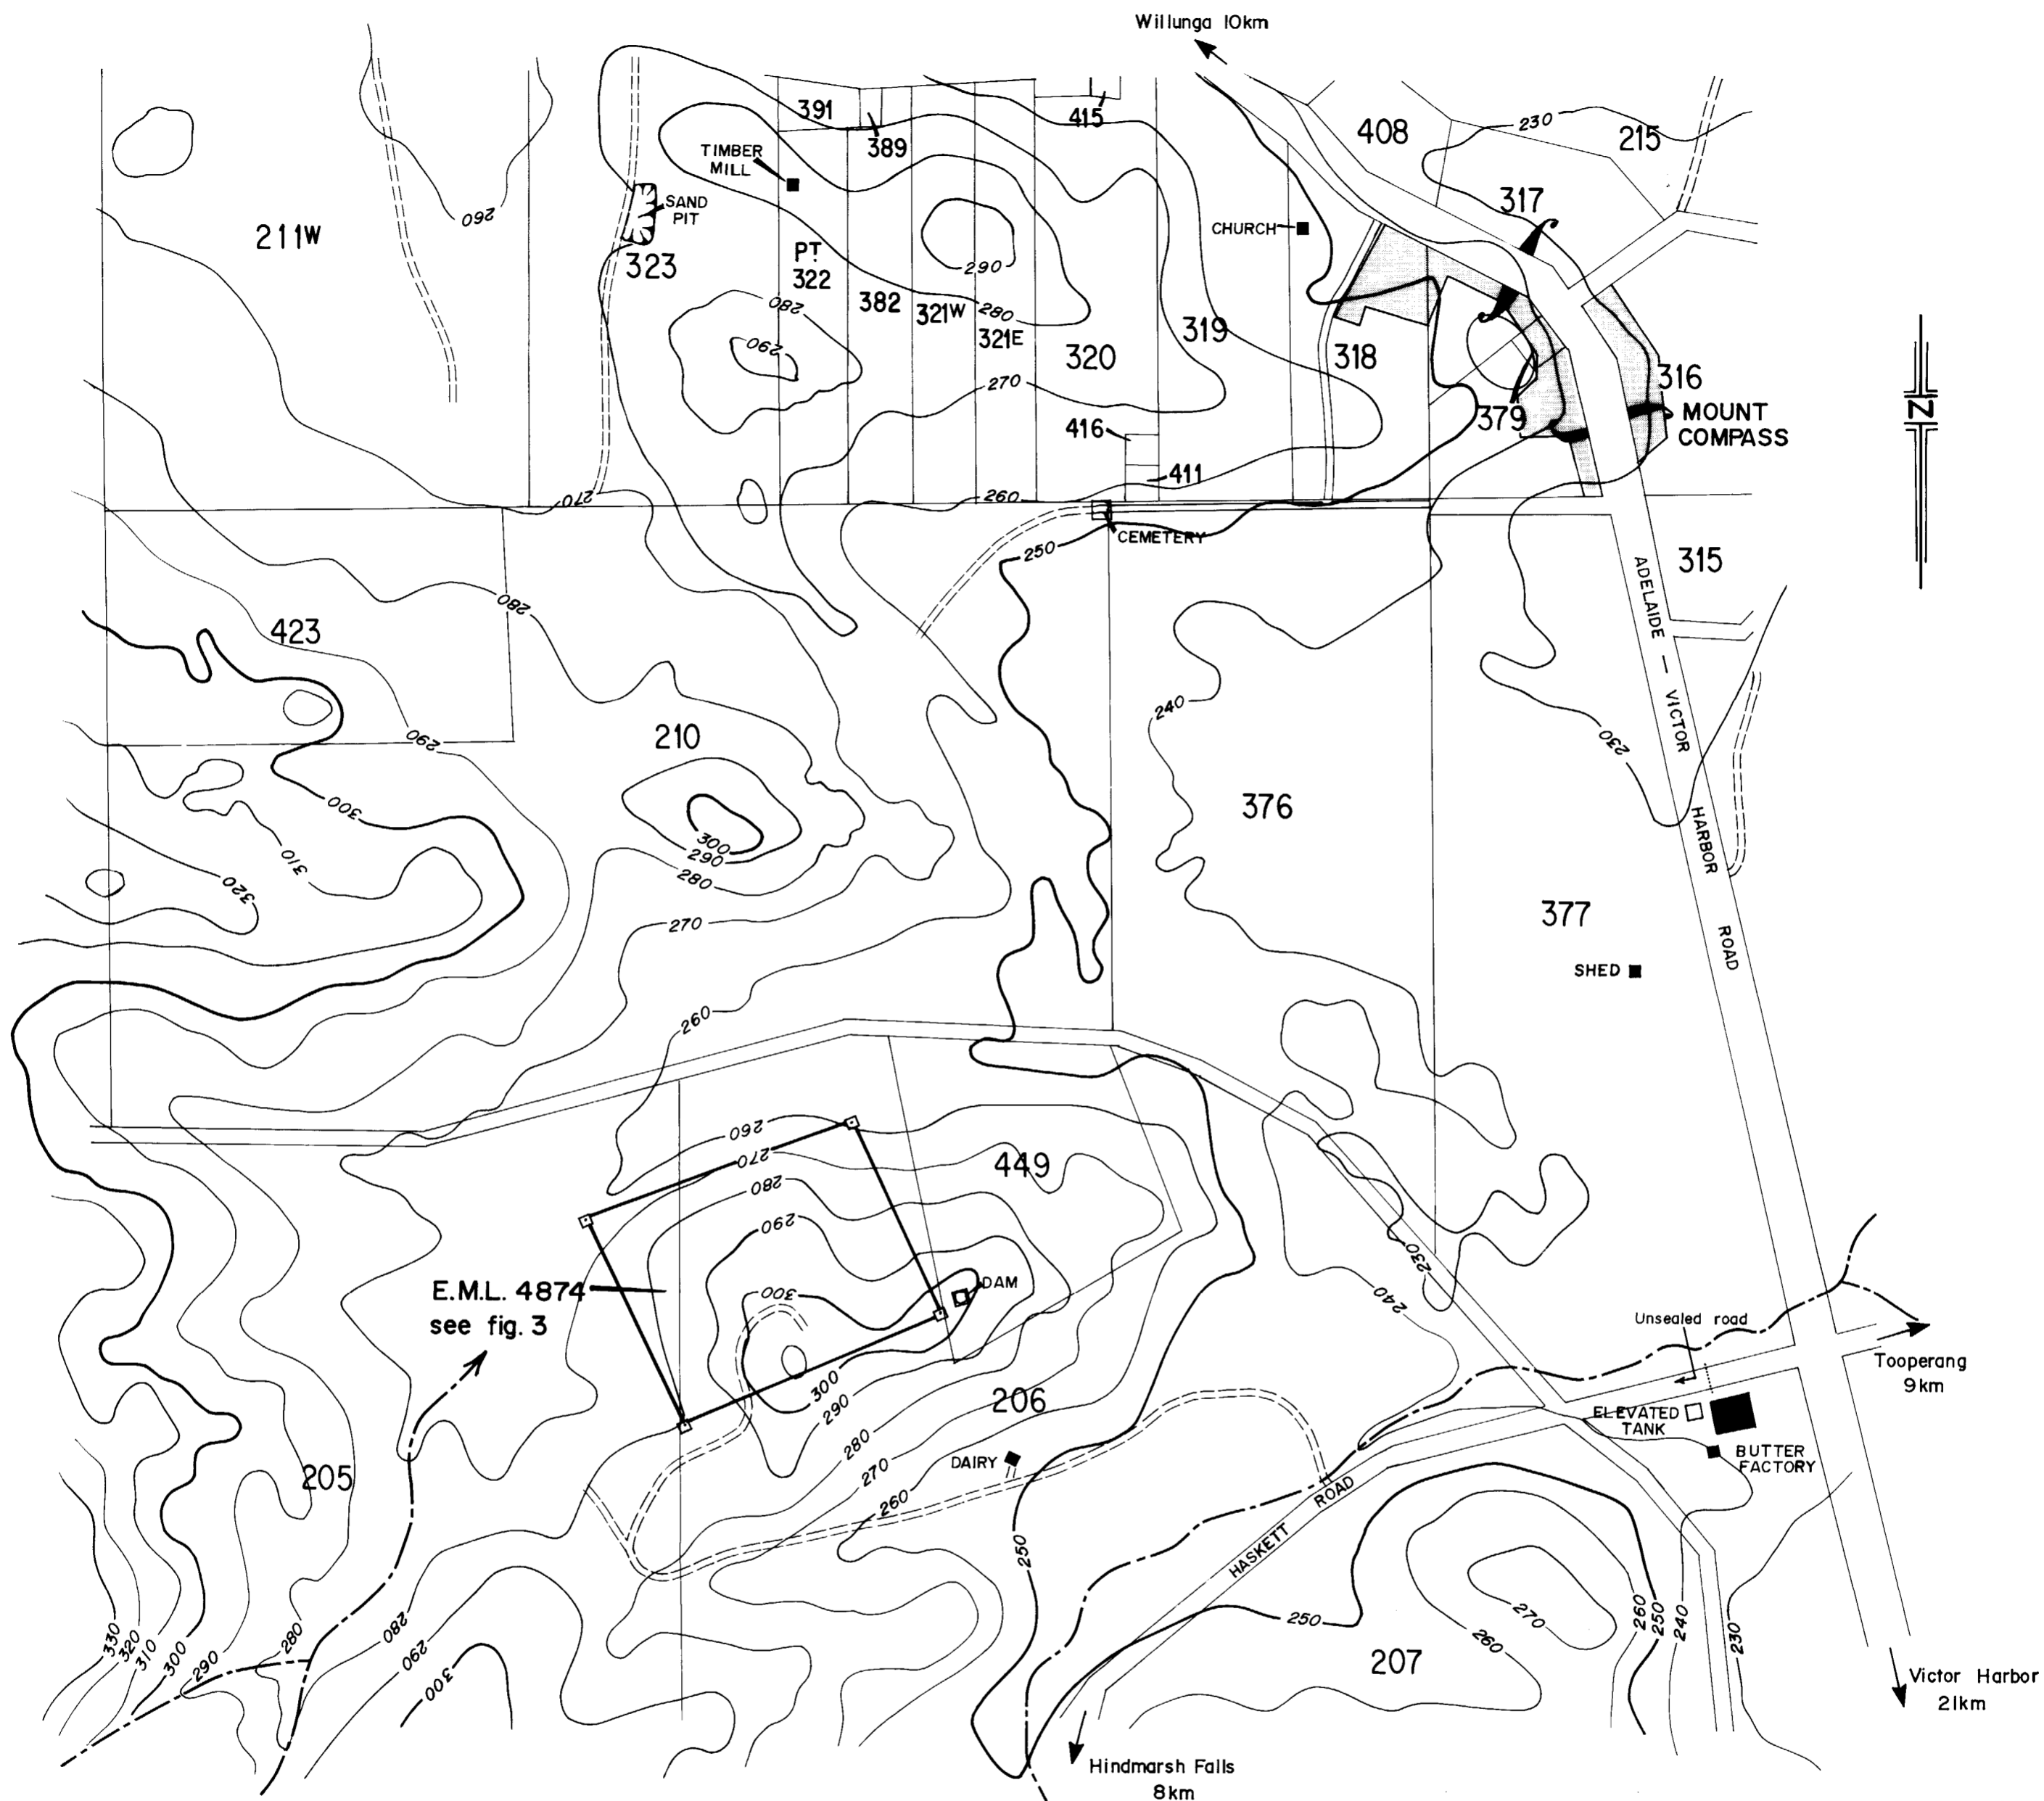 Willunga 10km
391
389
415
408
230
215
TIMBER
MILL
SAND
PIT
260
211W
323
PT.
322
290
280
382
321W
280
321E
320
319
CHURCH
317
318
290
270
316
379
MOUNT
COMPASS
416
411
260
270
CEMETERY
250
315
ADELAIDE — VICTOR HARBOR ROAD
423
280
290
210
240
230
300
376
310
320
300
290
280
270
377
SHED
260
260
270
280
290
449
E.M.L. 4874
see fig. 3
300
DAM
230
240
Unsealed road
Tooperang
9km
300
290
280
270
260
206
205
DAIRY
ELEVATED
TANK
BUTTER
FACTORY
HASKETT ROAD
250
250
270
260
207
260
250
240
230
330
320
310
300
290
280
280
290
300
Victor Harbor
21km
Hindmarsh Falls
8km
N